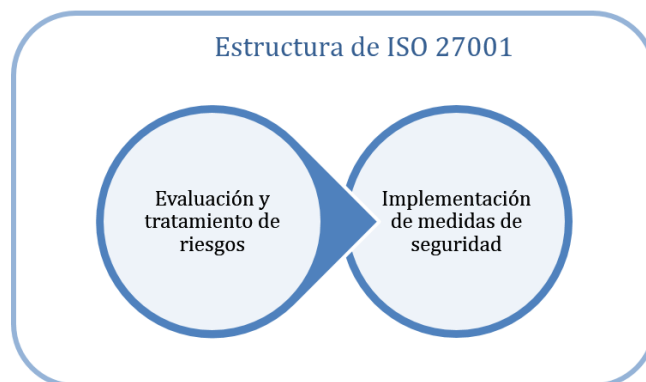 Estructura de ISO 27001
Evaluación y
tratamiento de
riesgos
Implementación
de medidas de
seguridad